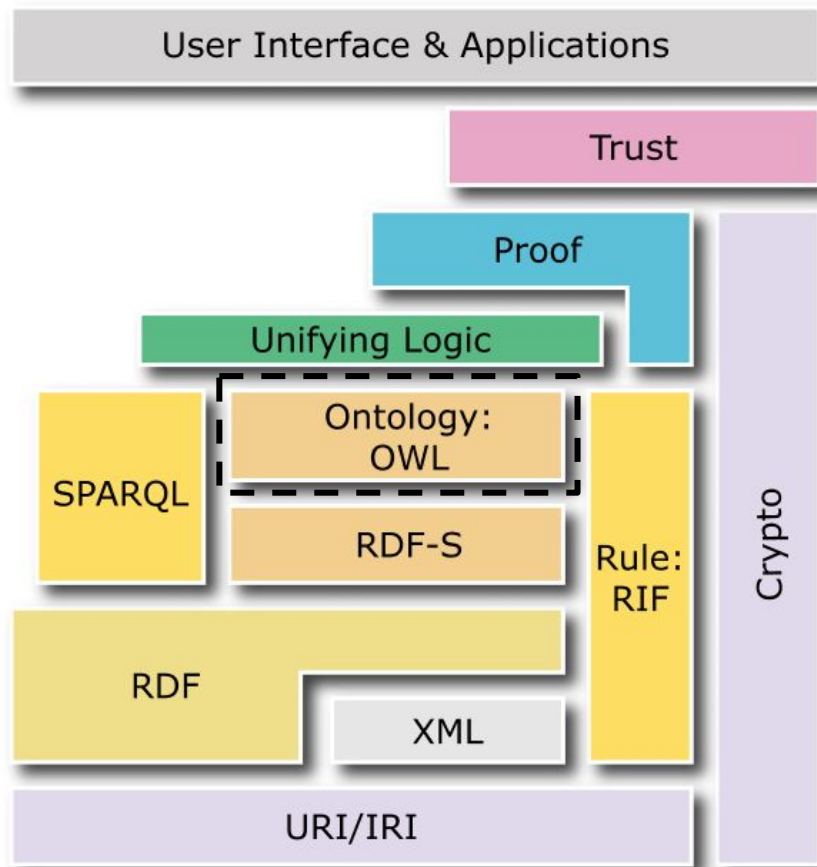 User Interface & Applications
Trust
Proof
Unifying Logic
Ontology:
OWL
SPARQL
RDF-S
Rule:
RIF
Crypto
RDF
XML
URI/IRI